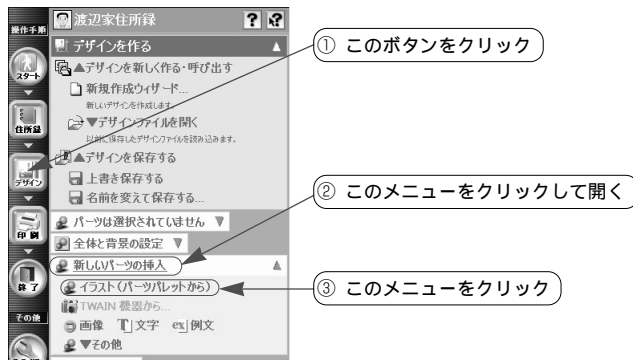 操作手順
渡辺家住所録
デザインを作る
① このボタンをクリック
スタート
▲デザインを新しく作る・呼び出す
新規作成ウィザード...
新しいデザインを作成します。
住所録
▼デザインファイルを開く
以前に保存したデザインファイルを読み込みます。
▲デザインを保存する
デザイン
上書き保存する
名前を変えて保存する...
② このメニューをクリックして開く
印刷
パーツは選択されていません ▼
全体と背景の設定 ▼
新しいパーツの挿入
終了
イラスト(パーツパレットから)
③ このメニューをクリック
TWAIN 機器から...
その他
画像 T 文字 ex 例文
▼その他